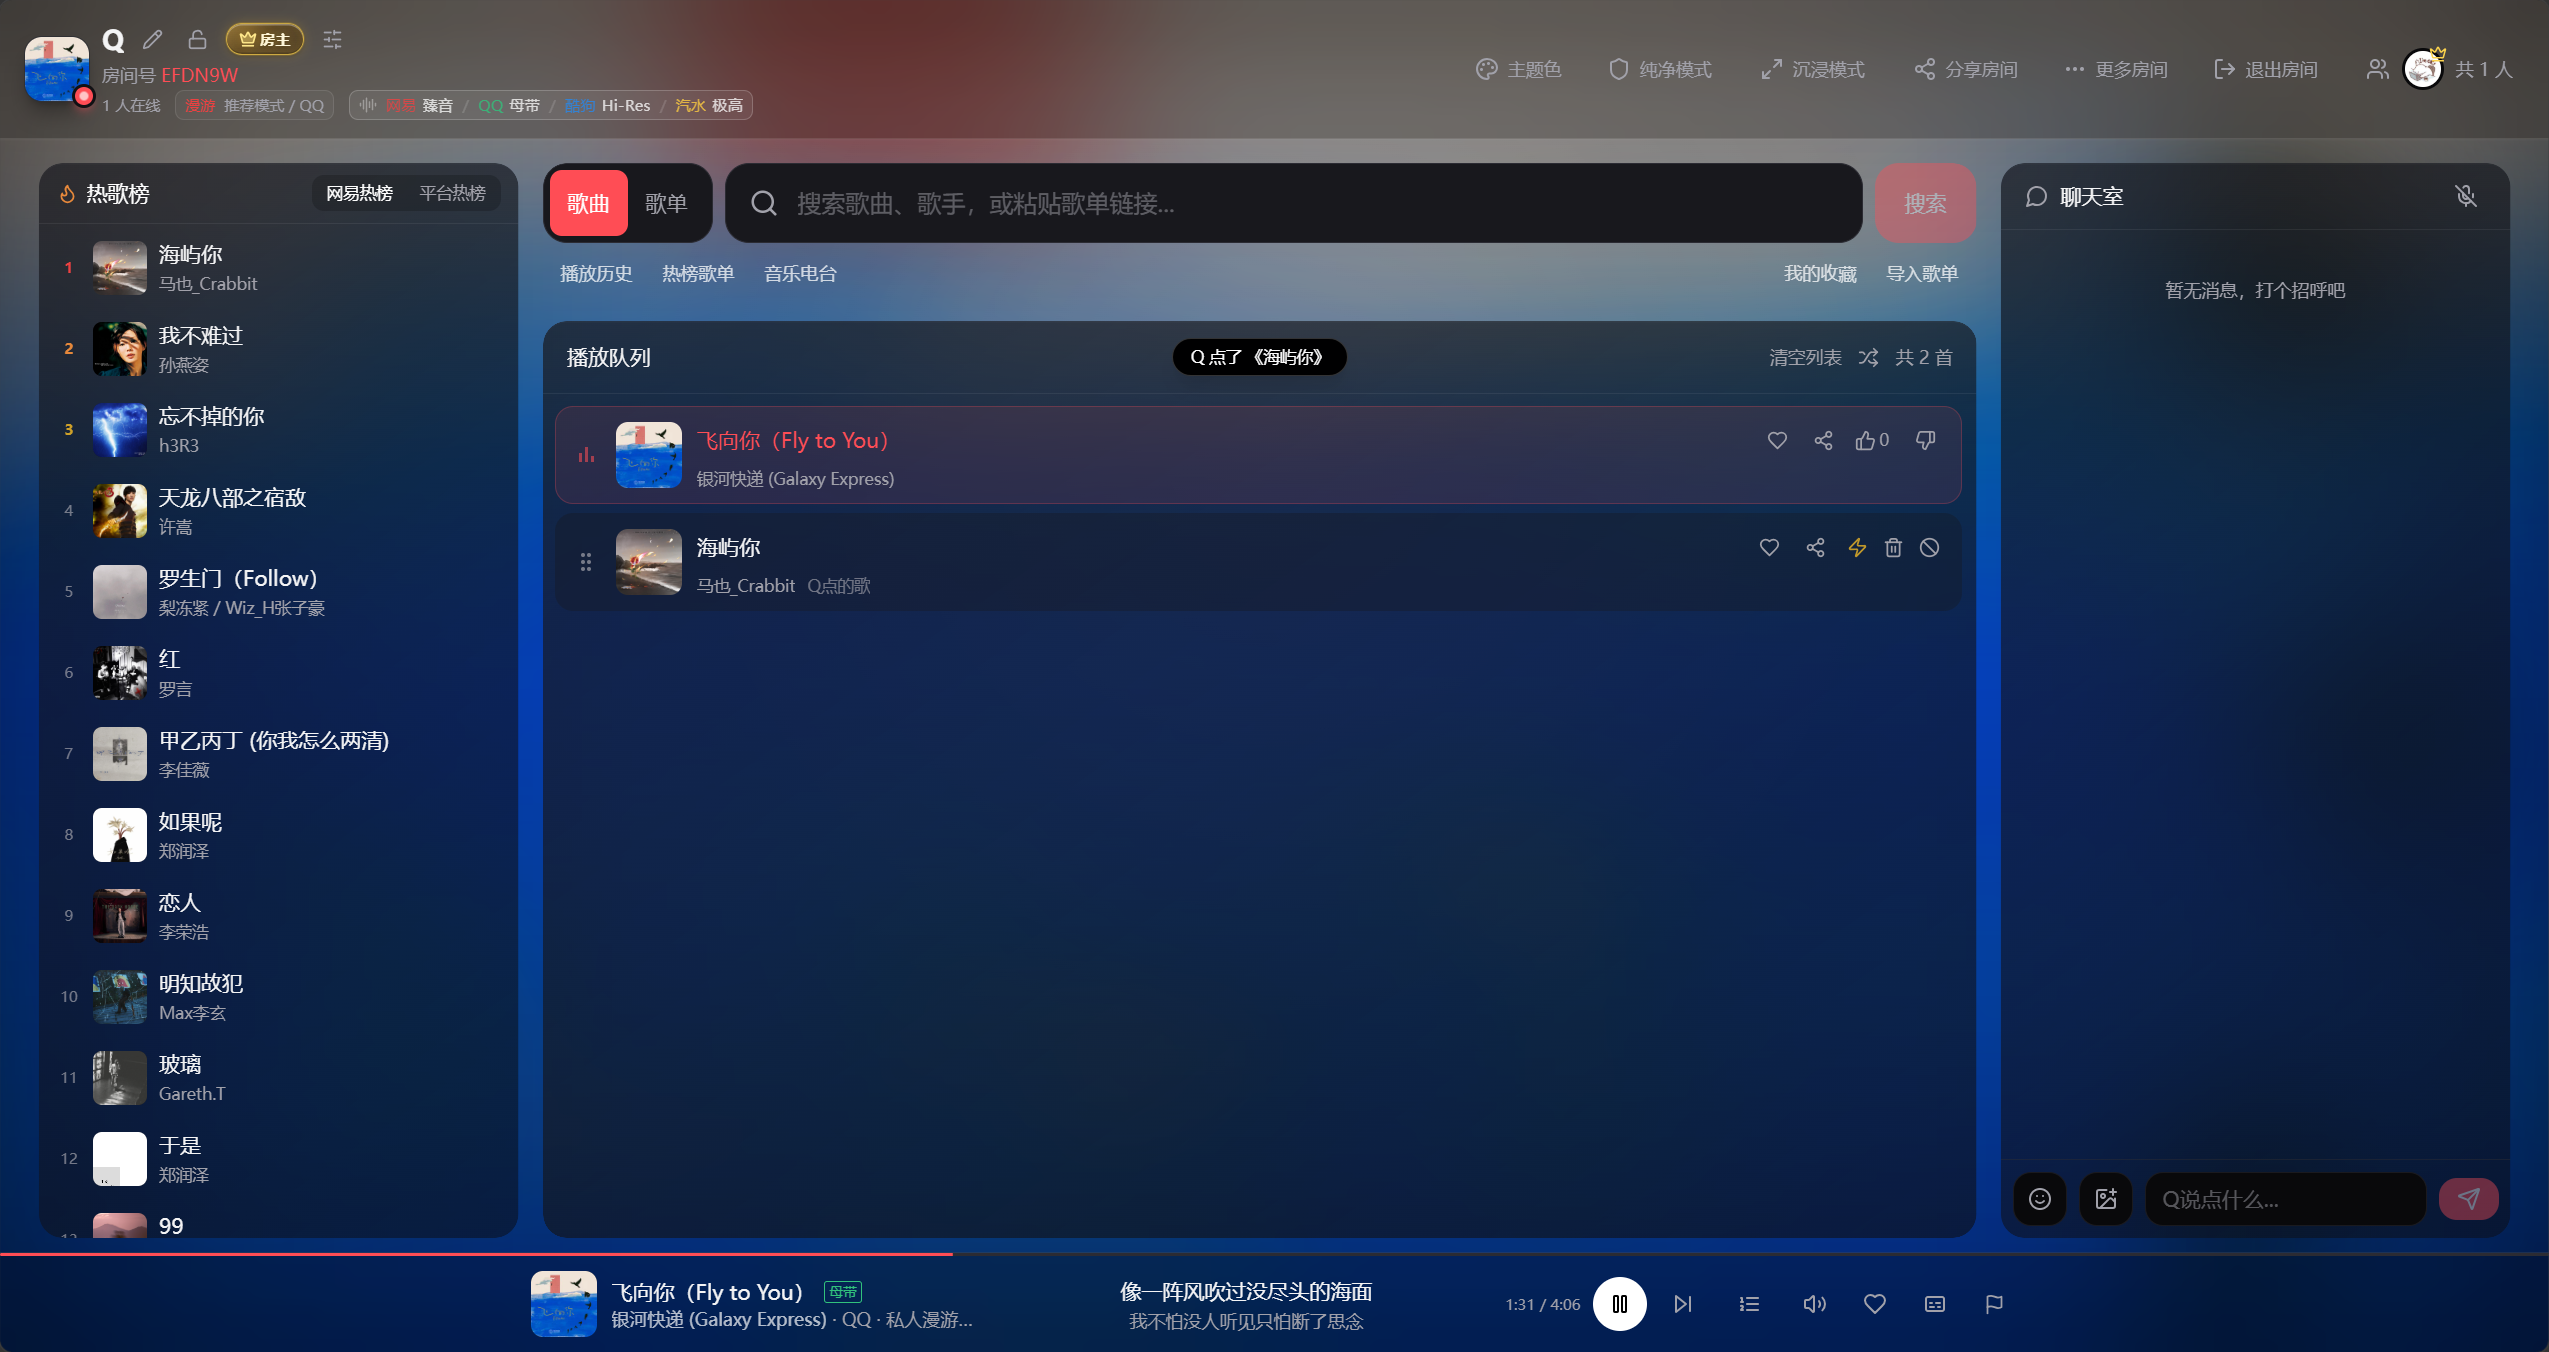 Q
房主
房间号 EFDN9W
1 人在线
漫游 推荐模式 / QQ
网易 臻音 / QQ 母带 / 酷狗 Hi-Res / 汽水 极高
主题色
纯净模式
沉浸模式
分享房间
更多房间
退出房间
共 1 人
热歌榜
网易热榜
平台热榜
1
海屿你
马也_Crabbit
2
我不难过
孙燕姿
3
忘不掉的你
h3R3
4
天龙八部之宿敌
许嵩
5
罗生门（Follow）
梨冻紧 / Wiz_H张子豪
6
红
罗言
7
甲乙丙丁 (你我怎么两清)
李佳薇
8
如果呢
郑润泽
9
恋人
李荣浩
10
明知故犯
Max李玄
11
玻璃
Gareth.T
12
于是
郑润泽
99
歌曲
歌单
搜索歌曲、歌手，或粘贴歌单链接...
搜索
播放历史
热榜歌单
音乐电台
我的收藏
导入歌单
播放队列
Q 点了《海屿你》
清空列表
共 2 首
飞向你（Fly to You）
银河快递 (Galaxy Express)
0
海屿你
马也_Crabbit Q点的歌
聊天室
暂无消息，打个招呼吧
Q说点什么...
飞向你（Fly to You） 母带
银河快递 (Galaxy Express) · QQ · 私人漫游...
像一阵风吹过没尽头的海面
我不怕没人听见只怕断了思念
1:31 / 4:06